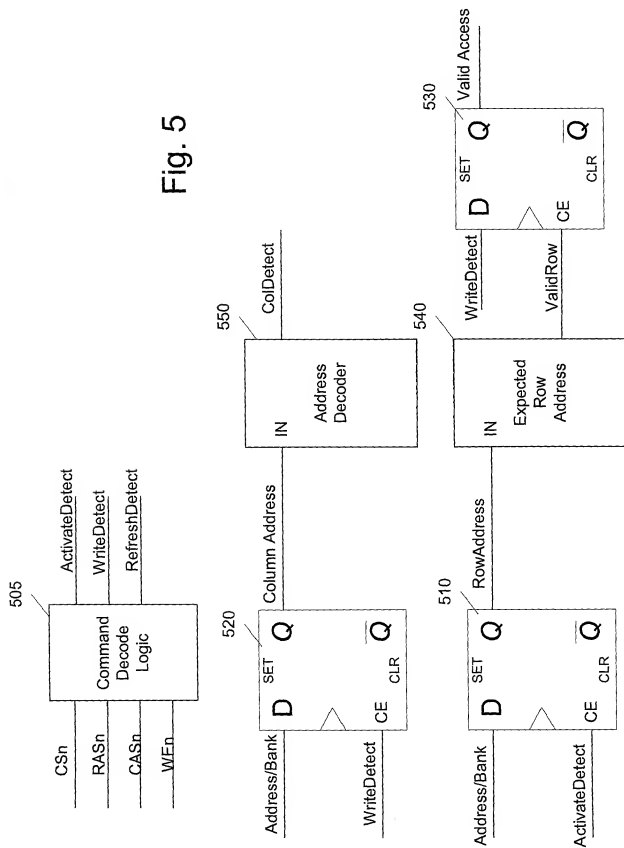 505
CSn
RASn
CASn
WEn
Command
Decode
Logic
ActivateDetect
WriteDetect
RefreshDetect
Fig. 5
520
Address/Bank
WriteDetect
D
SET
Q
CE
CLR
Q
Column Address
550
IN
Address
Decoder
ColDetect
510
Address/Bank
ActivateDetect
D
SET
Q
CE
CLR
Q
RowAddress
540
IN
Expected
Row
Address
WriteDetect
ValidRow
530
D
SET
Q
CE
CLR
Q
Valid Access